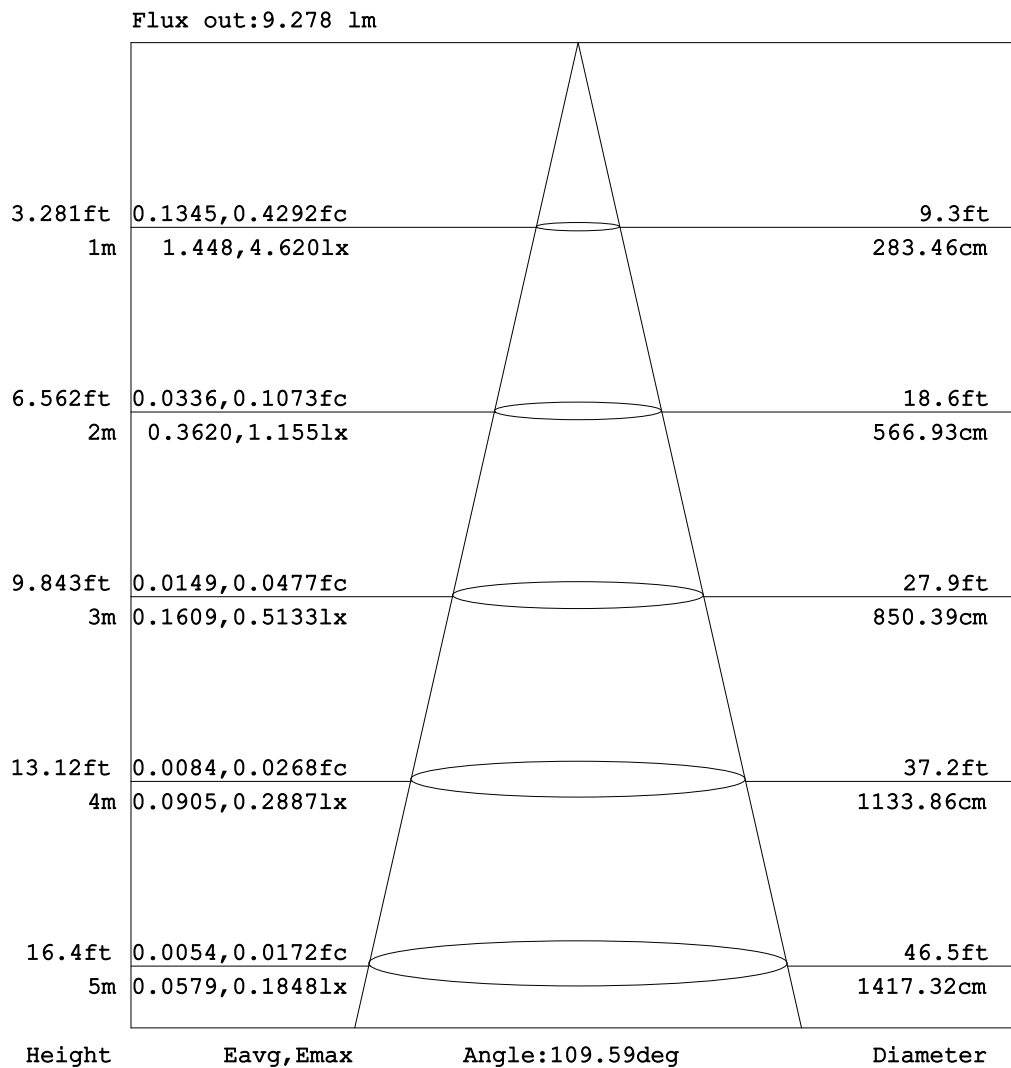 Flux out:9.278 lm
3.281ft 0.1345,0.4292fc 9.3ft
1m 1.448,4.620lx 283.46cm
6.562ft 0.0336,0.1073fc 18.6ft
2m 0.3620,1.155lx 566.93cm
9.843ft 0.0149,0.0477fc 27.9ft
3m 0.1609,0.5133lx 850.39cm
13.12ft 0.0084,0.0268fc 37.2ft
4m 0.0905,0.2887lx 1133.86cm
16.4ft 0.0054,0.0172fc 46.5ft
5m 0.0579,0.1848lx 1417.32cm
Height Eavg,Emax Angle:109.59deg Diameter